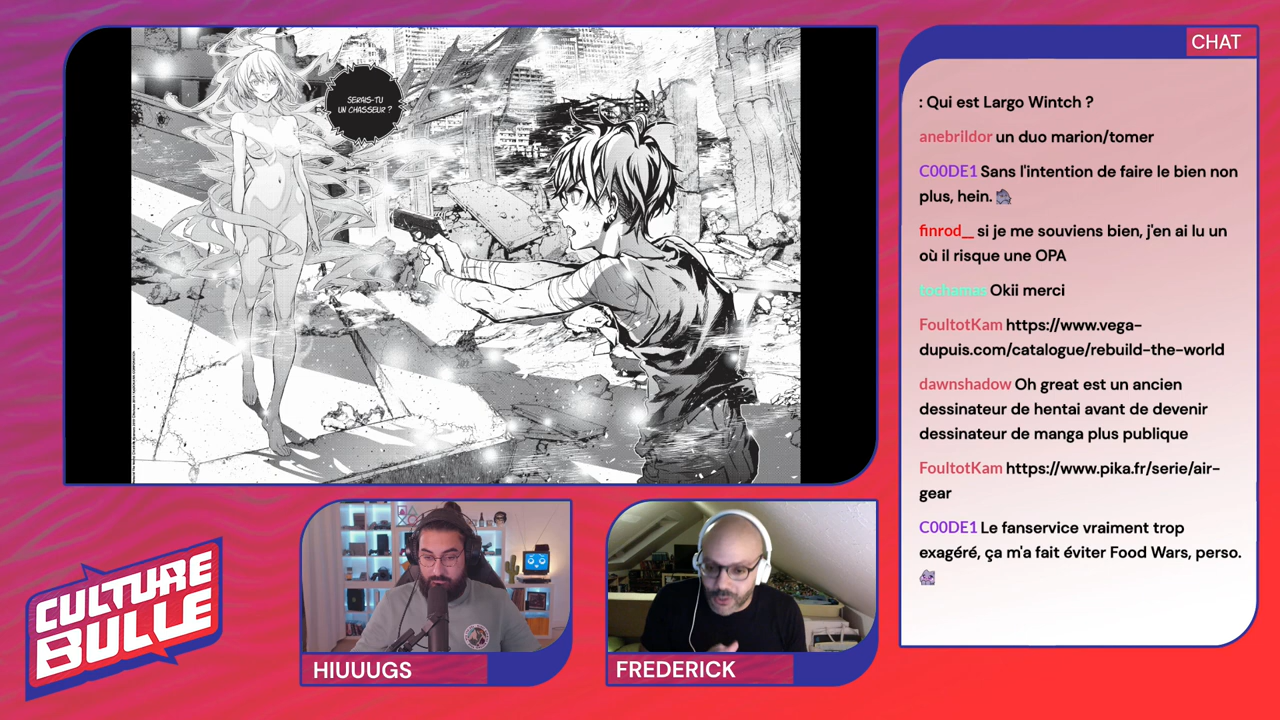 SERAIS-TU
UN CHASSEUR ?
CHAT
: Qui est Largo Wintch ?
anebrildor un duo marion/tomer
C00DE1 Sans l'intention de faire le bien non
plus, hein.
finrod__ si je me souviens bien, j'en ai lu un
où il risque une OPA
tochamas Okii merci
FoultotKam https://www.vega-
dupuis.com/catalogue/rebuild-the-world
dawnshadow Oh great est un ancien
dessinateur de hentai avant de devenir
dessinateur de manga plus publique
FoultotKam https://www.pika.fr/serie/air-
gear
C00DE1 Le fanservice vraiment trop
exagéré, ça m'a fait éviter Food Wars, perso.
CULTURE
BULLE
HIUUUGS
FREDERICK